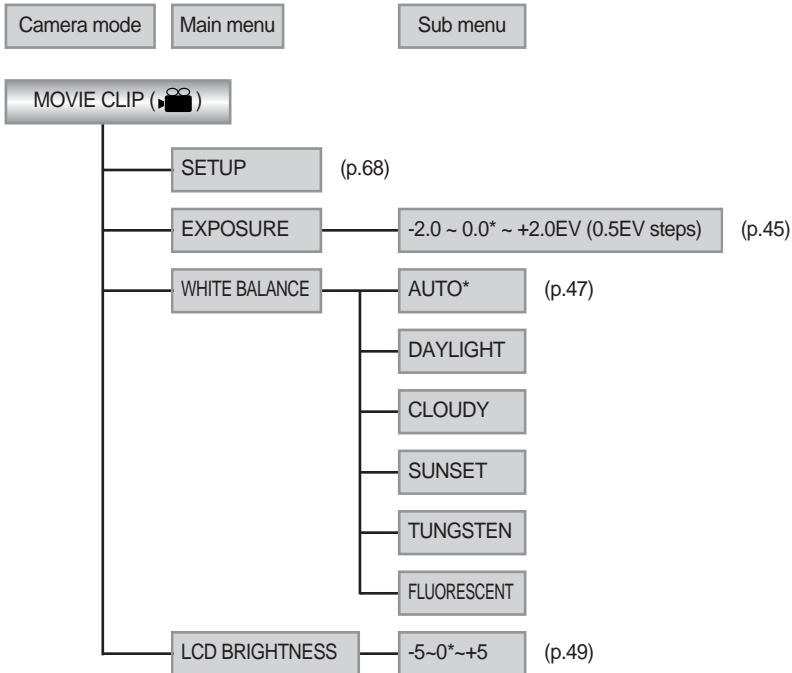 Camera mode Main menu Sub menu
MOVIE CLIP ( )
SETUP (p.68)
EXPOSURE -2.0 ~ 0.0* ~ +2.0EV (0.5EV steps) (p.45)
WHITE BALANCE AUTO* (p.47)
DAYLIGHT
CLOUDY
SUNSET
TUNGSTEN
FLUORESCENT
LCD BRIGHTNESS -5~0*~+5 (p.49)